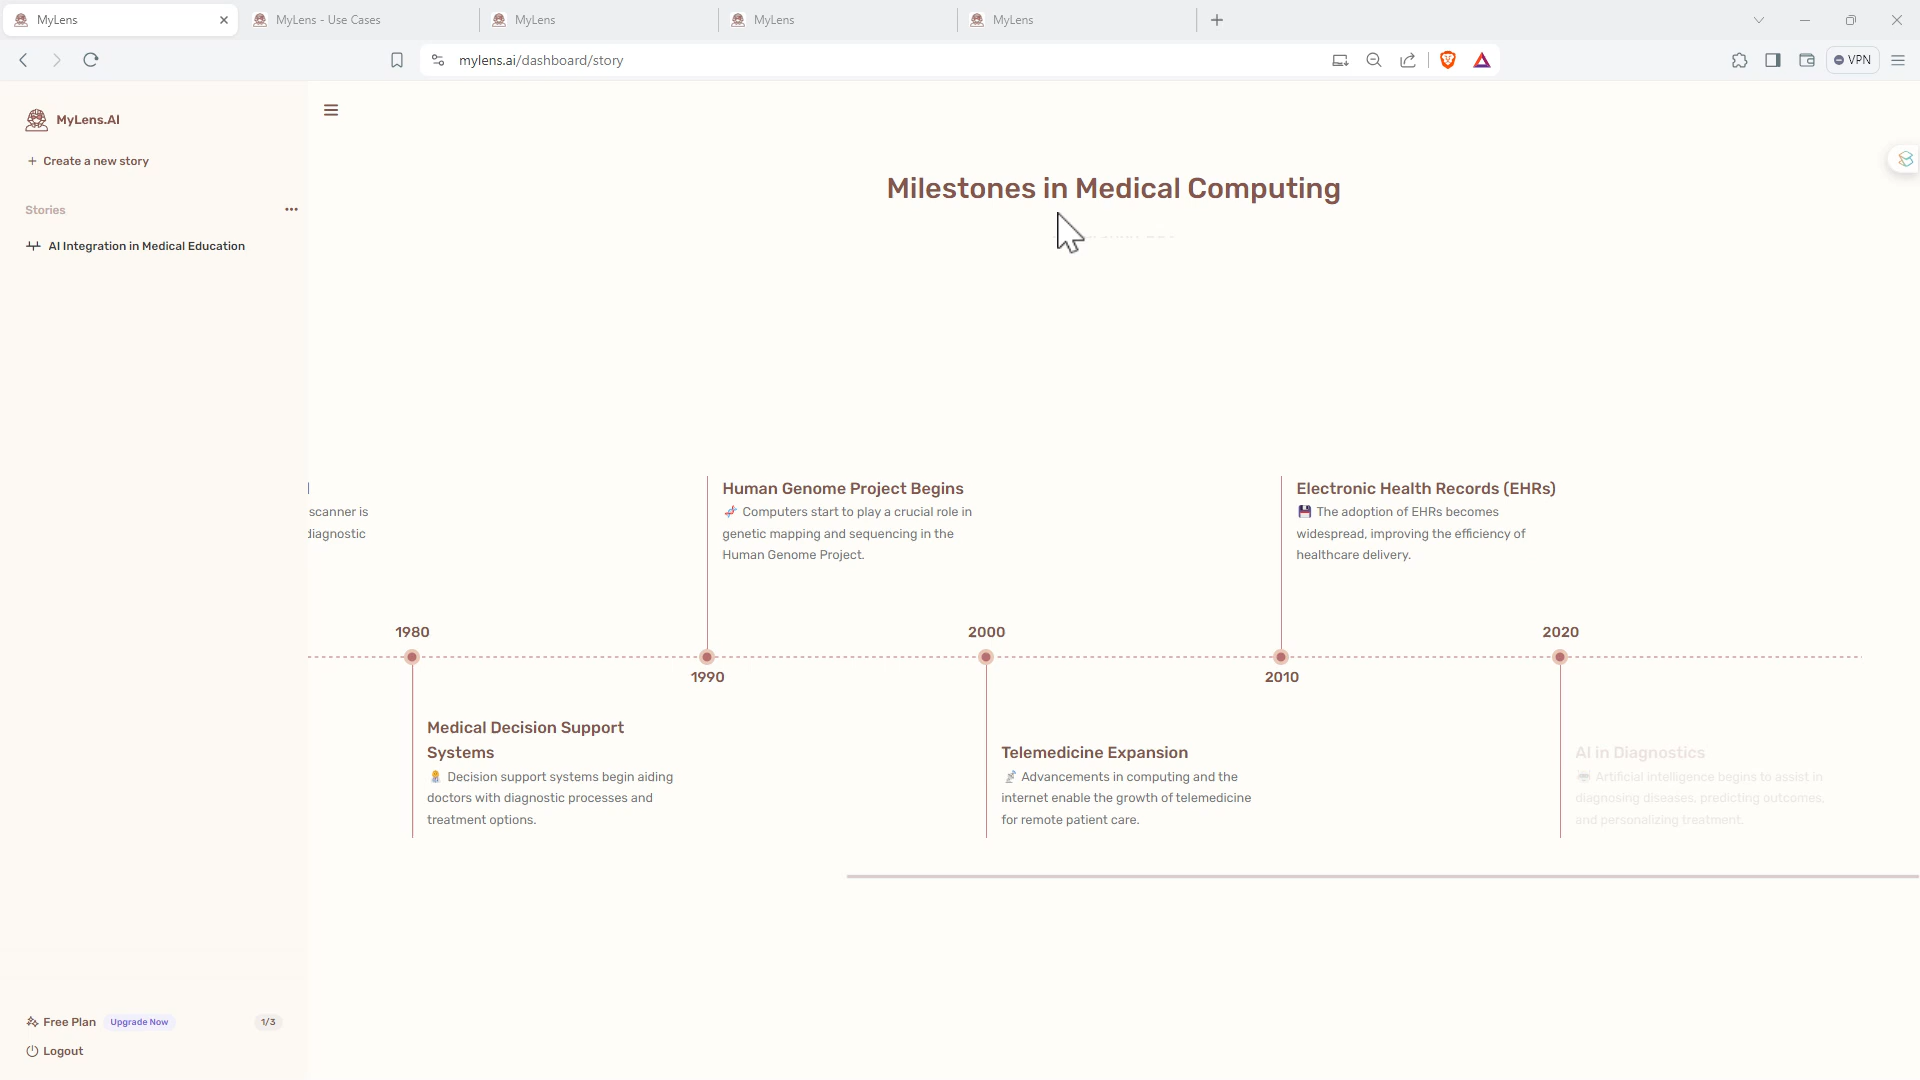 MyLens
MyLens - Use Cases
MyLens
MyLens
MyLens
mylens.ai/dashboard/story
VPN
MyLens.AI
+ Create a new story
Stories
AI Integration in Medical Education
Free Plan
Upgrade Now
1/3
Logout
Milestones in Medical Computing
scanner is
diagnostic
Human Genome Project Begins
Computers start to play a crucial role in
genetic mapping and sequencing in the
Human Genome Project.
Electronic Health Records (EHRs)
The adoption of EHRs becomes
widespread, improving the efficiency of
healthcare delivery.
1980
2000
2020
1990
2010
Medical Decision Support
Systems
Decision support systems begin aiding
doctors with diagnostic processes and
treatment options.
Telemedicine Expansion
Advancements in computing and the
internet enable the growth of telemedicine
for remote patient care.
AI in Diagnostics
Artificial intelligence begins to assist in
diagnosing diseases, predicting outcomes,
and personalizing treatment.